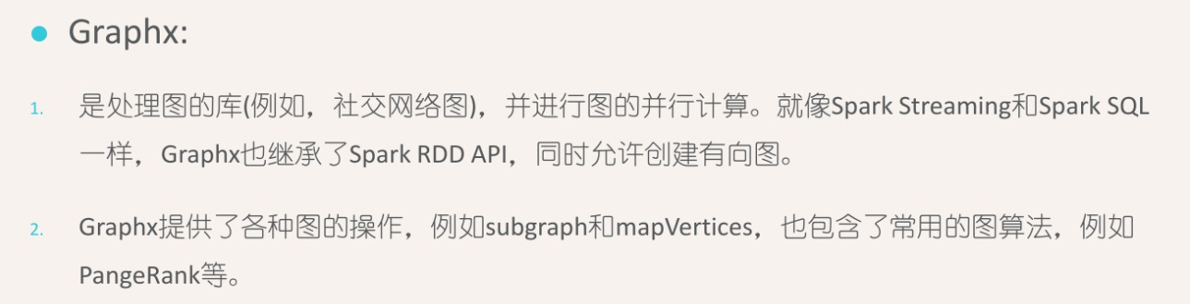 Graphx:
1. 是处理图的库(例如，社交网络图)，并进行图的并行计算。就像Spark Streaming和Spark SQL
一样，Graphx也继承了Spark RDD API，同时允许创建有向图。
2. Graphx提供了各种图的操作，例如subgraph和mapVertices，也包含了常用的图算法，例如
PangeRank等。